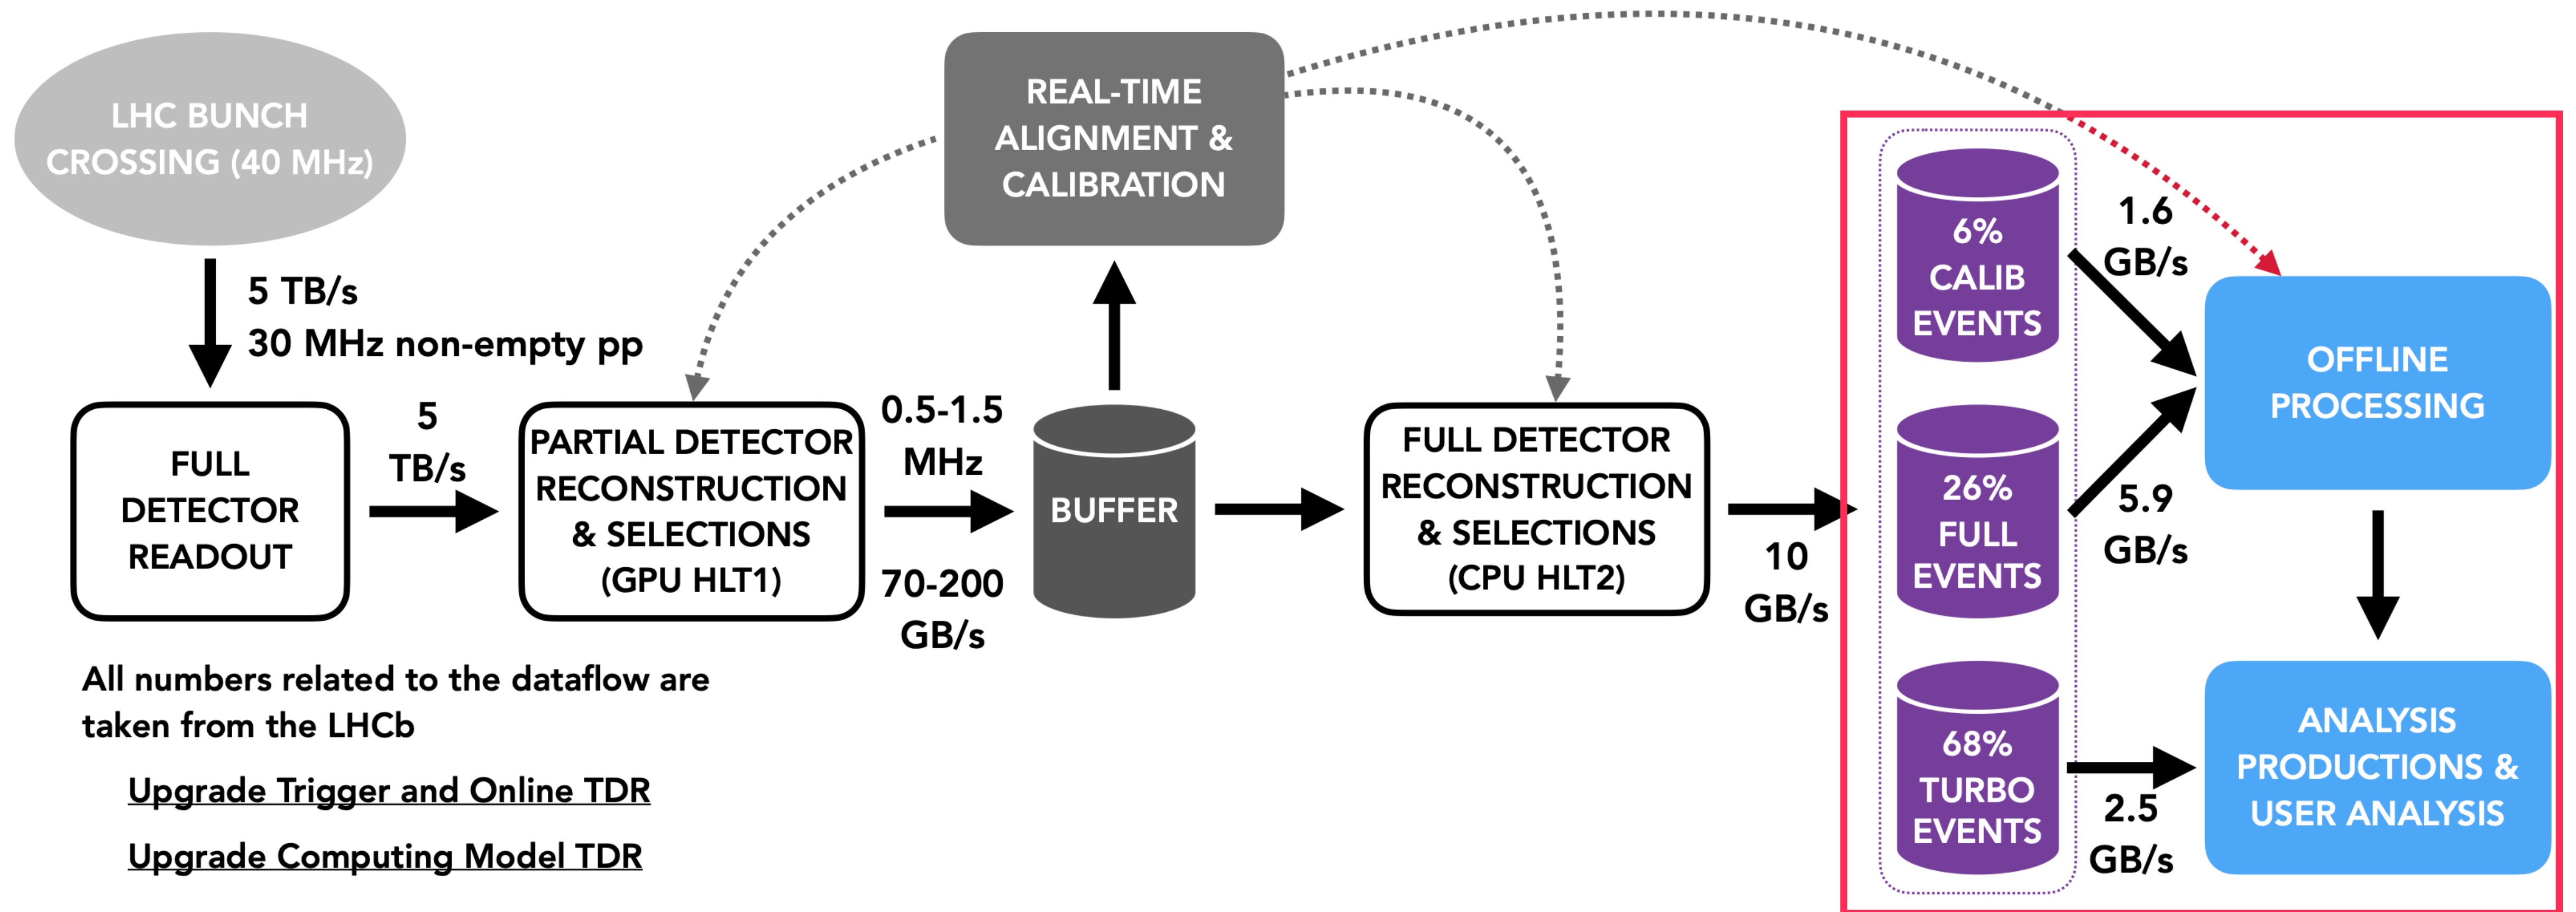 LHC BUNCH
CROSSING (40 MHz)
5 TB/s
30 MHz non-empty pp
FULL
DETECTOR
READOUT
5
TB/s
PARTIAL DETECTOR
RECONSTRUCTION
& SELECTIONS
(GPU HLT1)
0.5-1.5
MHz
70-200
GB/s
REAL-TIME
ALIGNMENT &
CALIBRATION
BUFFER
FULL DETECTOR
RECONSTRUCTION
& SELECTIONS
(CPU HLT2)
10
GB/s
6%
CALIB
EVENTS
1.6
GB/s
26%
FULL
EVENTS
5.9
GB/s
68%
TURBO
EVENTS
2.5
GB/s
OFFLINE
PROCESSING
ANALYSIS
PRODUCTIONS &
USER ANALYSIS
All numbers related to the dataflow are
taken from the LHCb
Upgrade Trigger and Online TDR
Upgrade Computing Model TDR